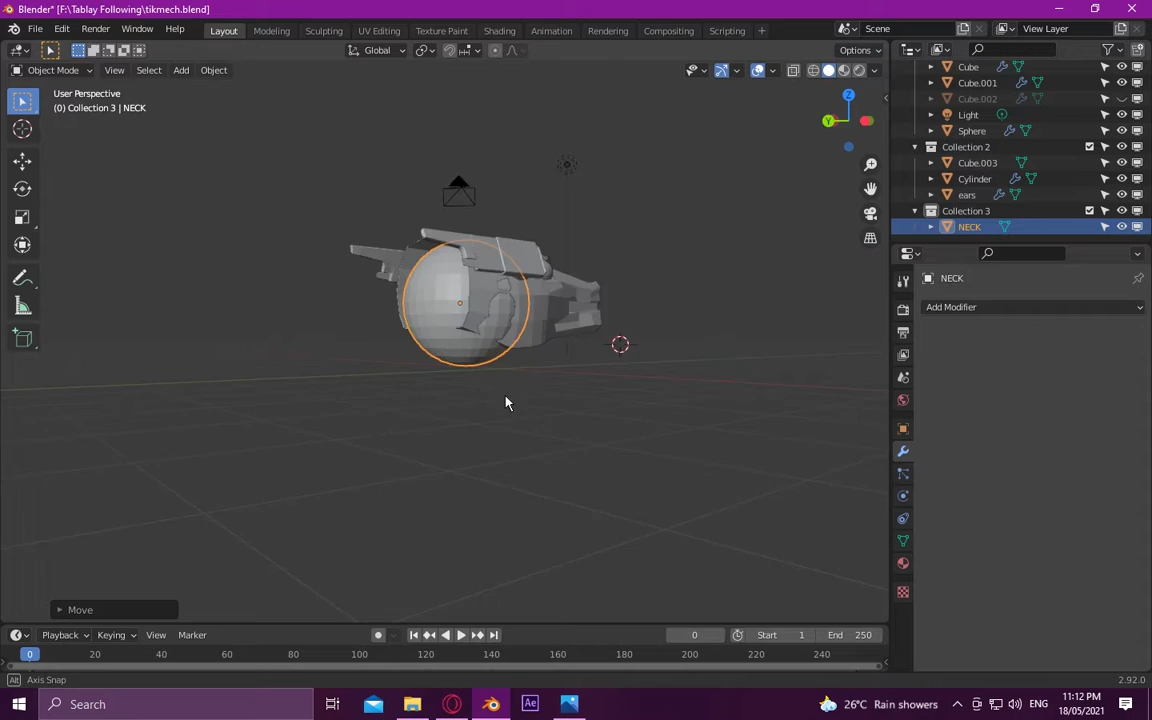 Blender* [F:\Tablay Following\tikmech.blend]
File Edit Render Window Help Layout Modeling Sculpting UV Editing Texture Paint Shading Animation Rendering Compositing Scripting + Scene View Layer
Global Options
Object Mode View Select Add Object
User Perspective
(0) Collection 3 | NECK
Z
Y
Cube
Cube.001
Cube.002
Light
Sphere
Collection 2
Cube.003
Cylinder
ears
Collection 3
NECK
NECK
Add Modifier
Move
Playback Keying View Marker 0 Start 1 End 250
0 20 40 60 80 100 120 140 160 180 200 220 240
Alt Axis Snap 2.92.0
Search Ae 26°C Rain showers ENG 11:12 PM
18/05/2021